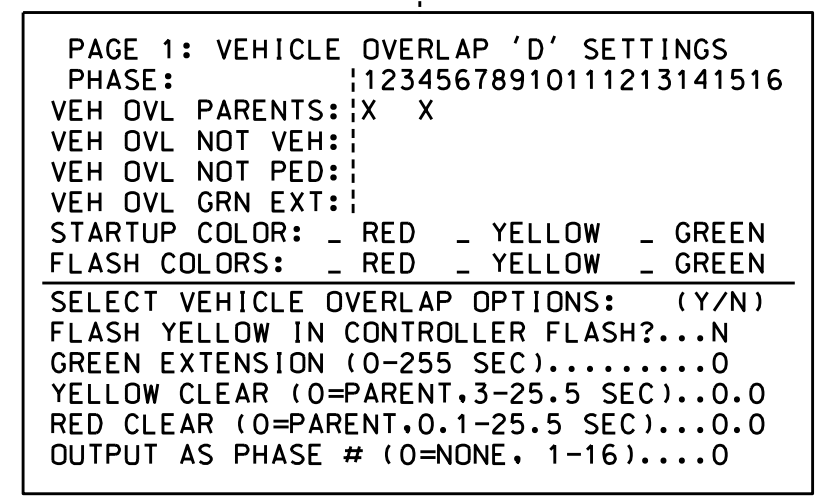 PAGE 1: VEHICLE OVERLAP 'D' SETTINGS
PHASE: ¦12345678910111213141516
VEH OVL PARENTS:¦X  X
VEH OVL NOT VEH:¦
VEH OVL NOT PED:¦
VEH OVL GRN EXT:¦
STARTUP COLOR: _ RED _ YELLOW _ GREEN
FLASH COLORS: _ RED _ YELLOW _ GREEN
SELECT VEHICLE OVERLAP OPTIONS: (Y/N)
FLASH YELLOW IN CONTROLLER FLASH?...N
GREEN EXTENSION (0-255 SEC).........0
YELLOW CLEAR (0=PARENT,3-25.5 SEC)..0.0
RED CLEAR (0=PARENT,0.1-25.5 SEC)...0.0
OUTPUT AS PHASE # (0=NONE, 1-16)....0